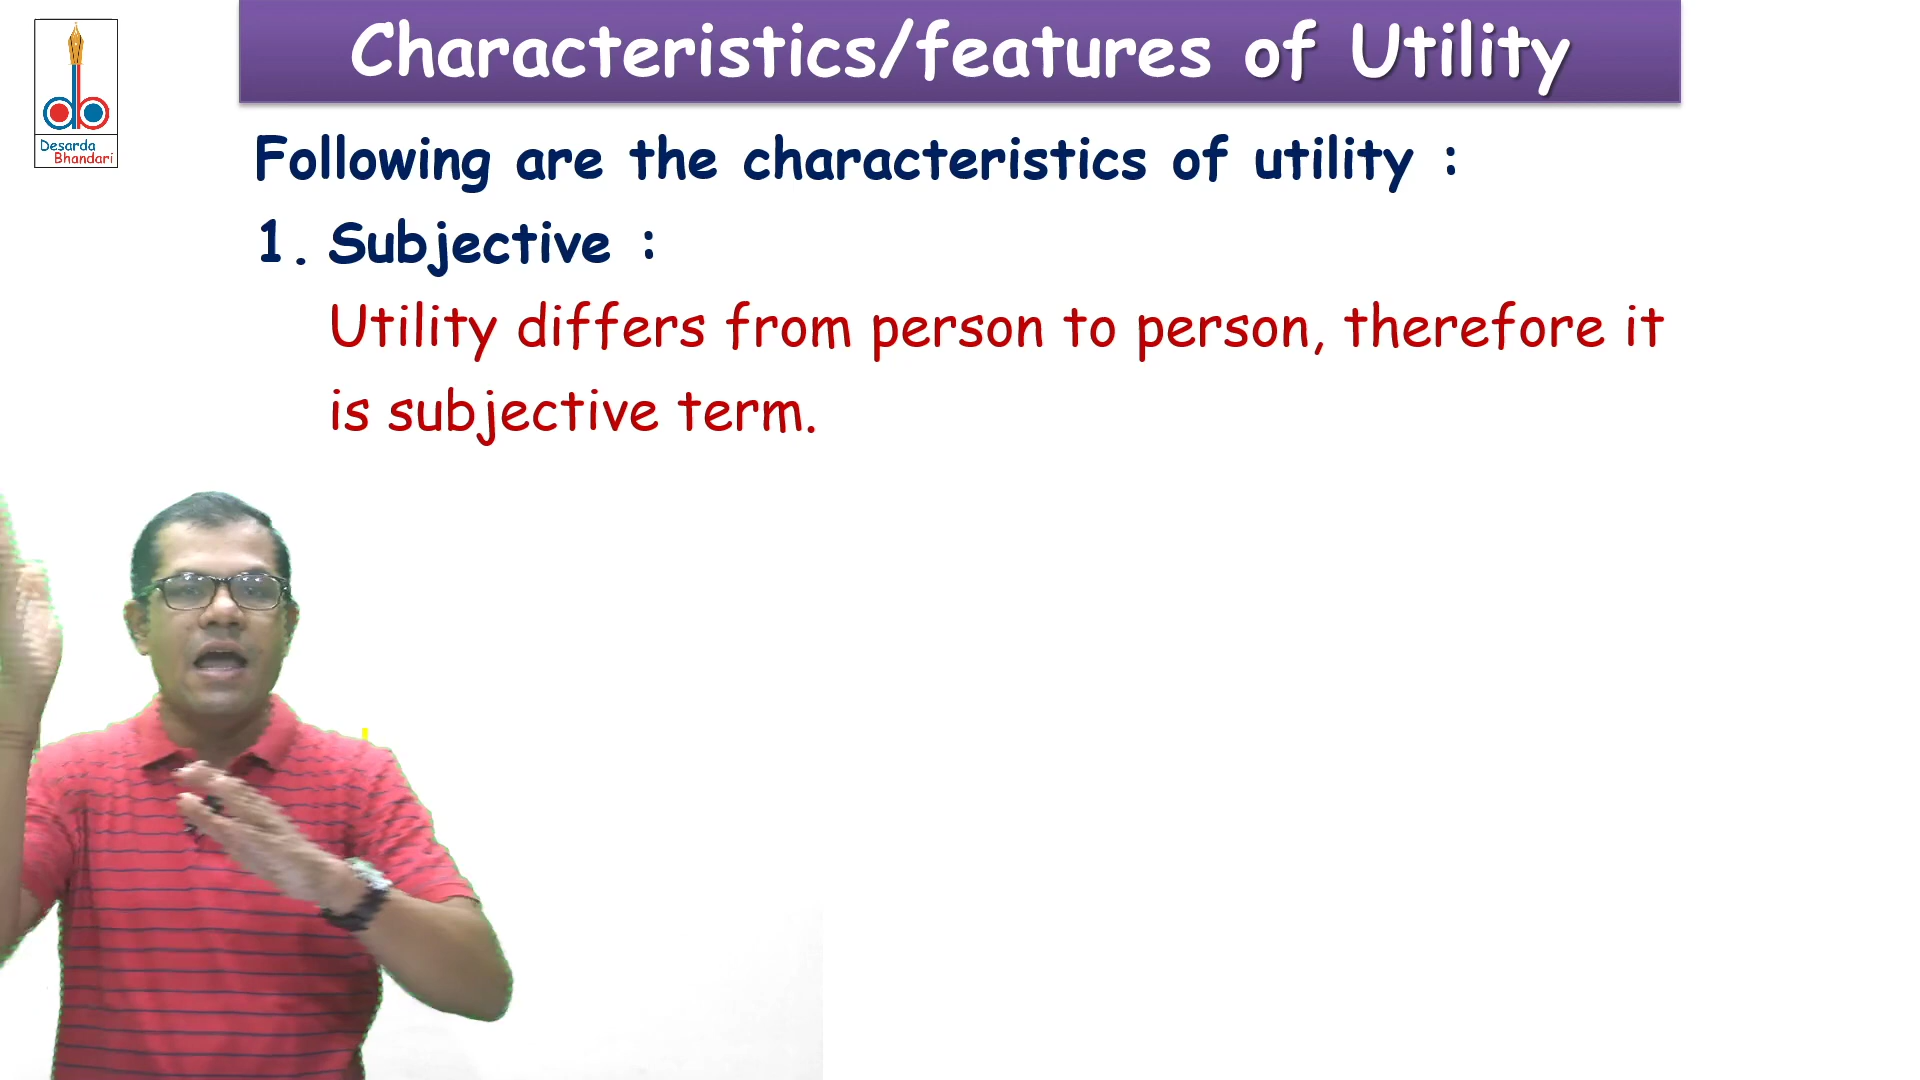 Characteristics/features of Utility
Desarda
Bhandari
Following are the characteristics of utility :
1. Subjective :
Utility differs from person to person, therefore it
is subjective term.